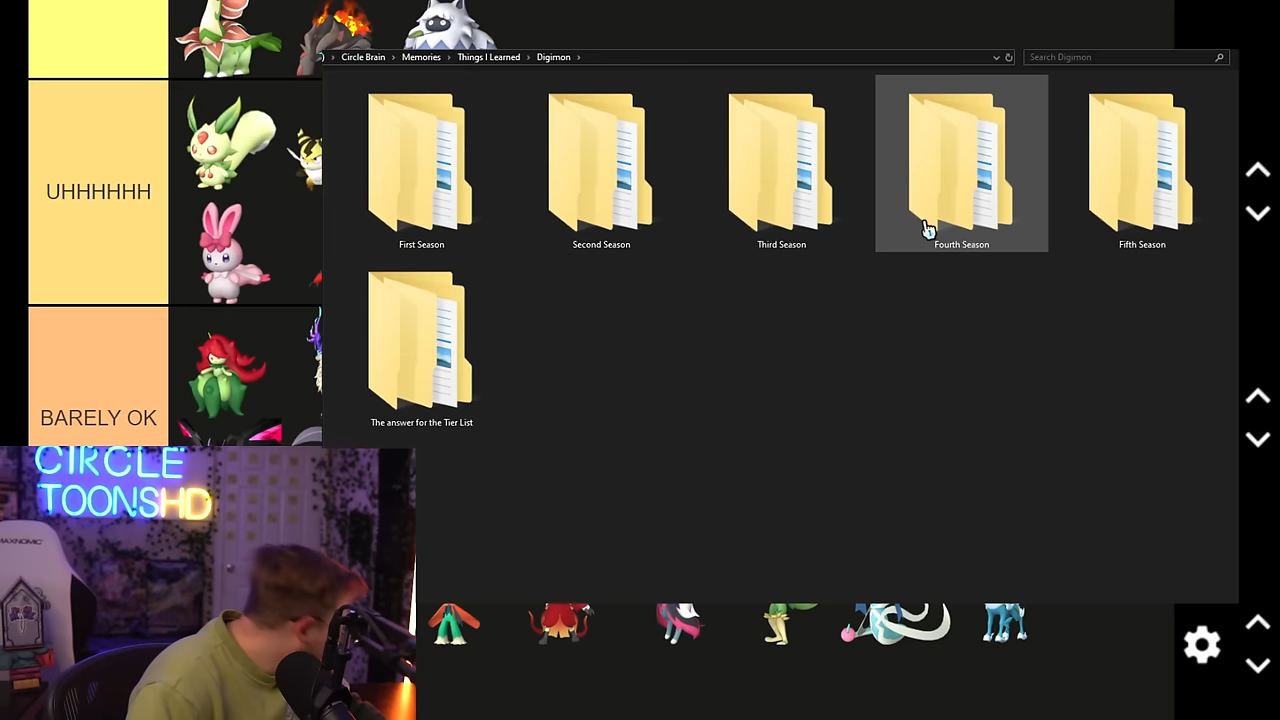 Circle Brain > Memories > Things I Learned > Digimon >
Search Digimon
First Season
Second Season
Third Season
Fourth Season
Fifth Season
The answer for the Tier List
UHHHHHH
BARELY OK
CIRCLE
TOONSHD
MAXNOMIC